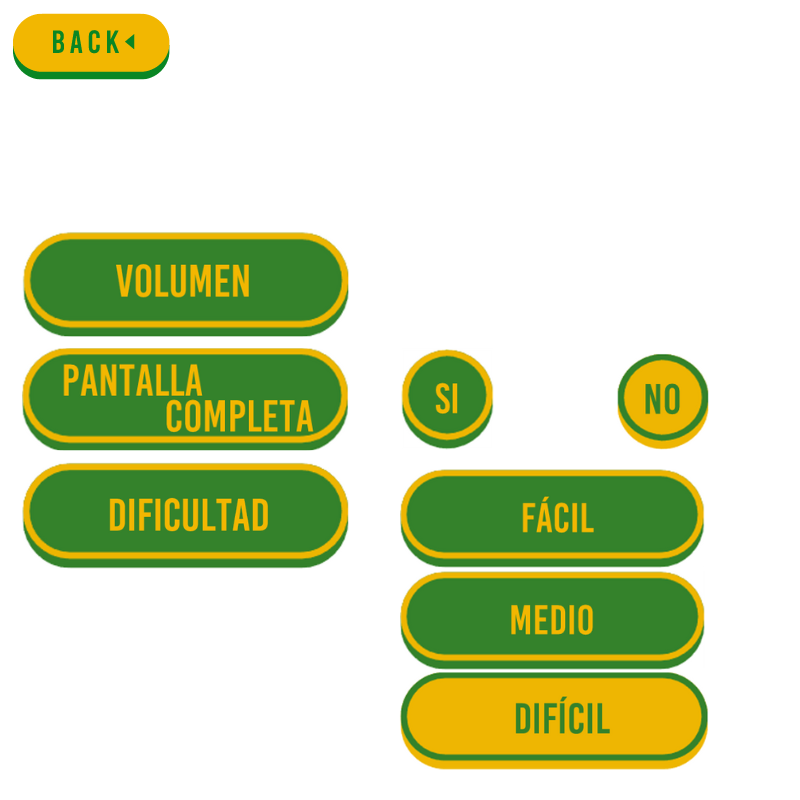 BACK
VOLUMEN
PANTALLA
COMPLETA
SI
NO
DIFICULTAD
FÁCIL
MEDIO
DIFÍCIL